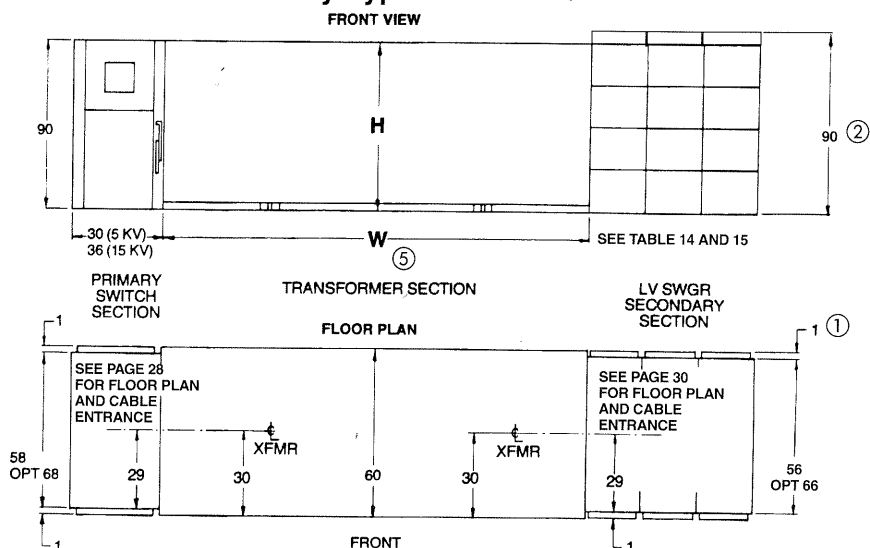 FRONT VIEW
90
H
90 ②
30 (5 KV)
36 (15 KV)
W
⑤
SEE TABLE 14 AND 15
PRIMARY
SWITCH
SECTION
TRANSFORMER SECTION
LV SWGR
SECONDARY
SECTION
FLOOR PLAN
1
1 ①
SEE PAGE 28
FOR FLOOR PLAN
AND CABLE
ENTRANCE
SEE PAGE 30
FOR FLOOR PLAN
AND CABLE
ENTRANCE
XFMR
XFMR
58
OPT 68
29
30
60
30
29
56
OPT 66
1
FRONT
1